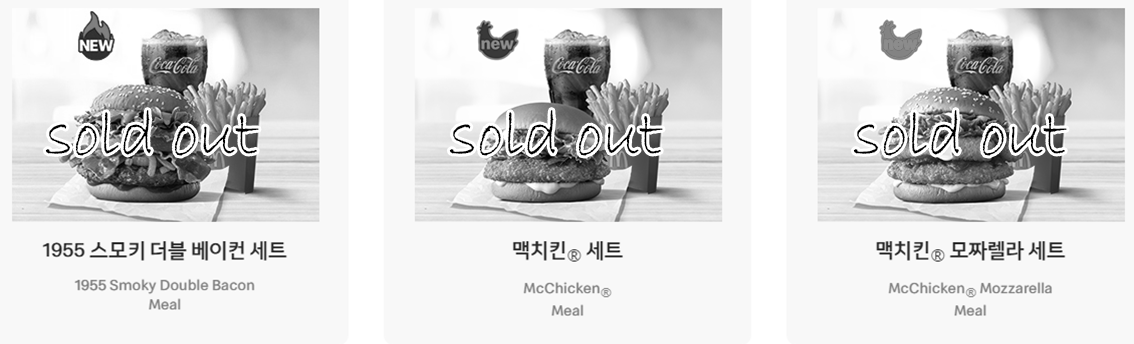 NEW
Coca-Cola
sold out
1955 스모키 더블 베이컨 세트
1955 Smoky Double Bacon
Meal
new
Coca-Cola
sold out
맥치킨® 세트
McChicken®
Meal
new
Coca-Cola
sold out
맥치킨® 모짜렐라 세트
McChicken® Mozzarella
Meal